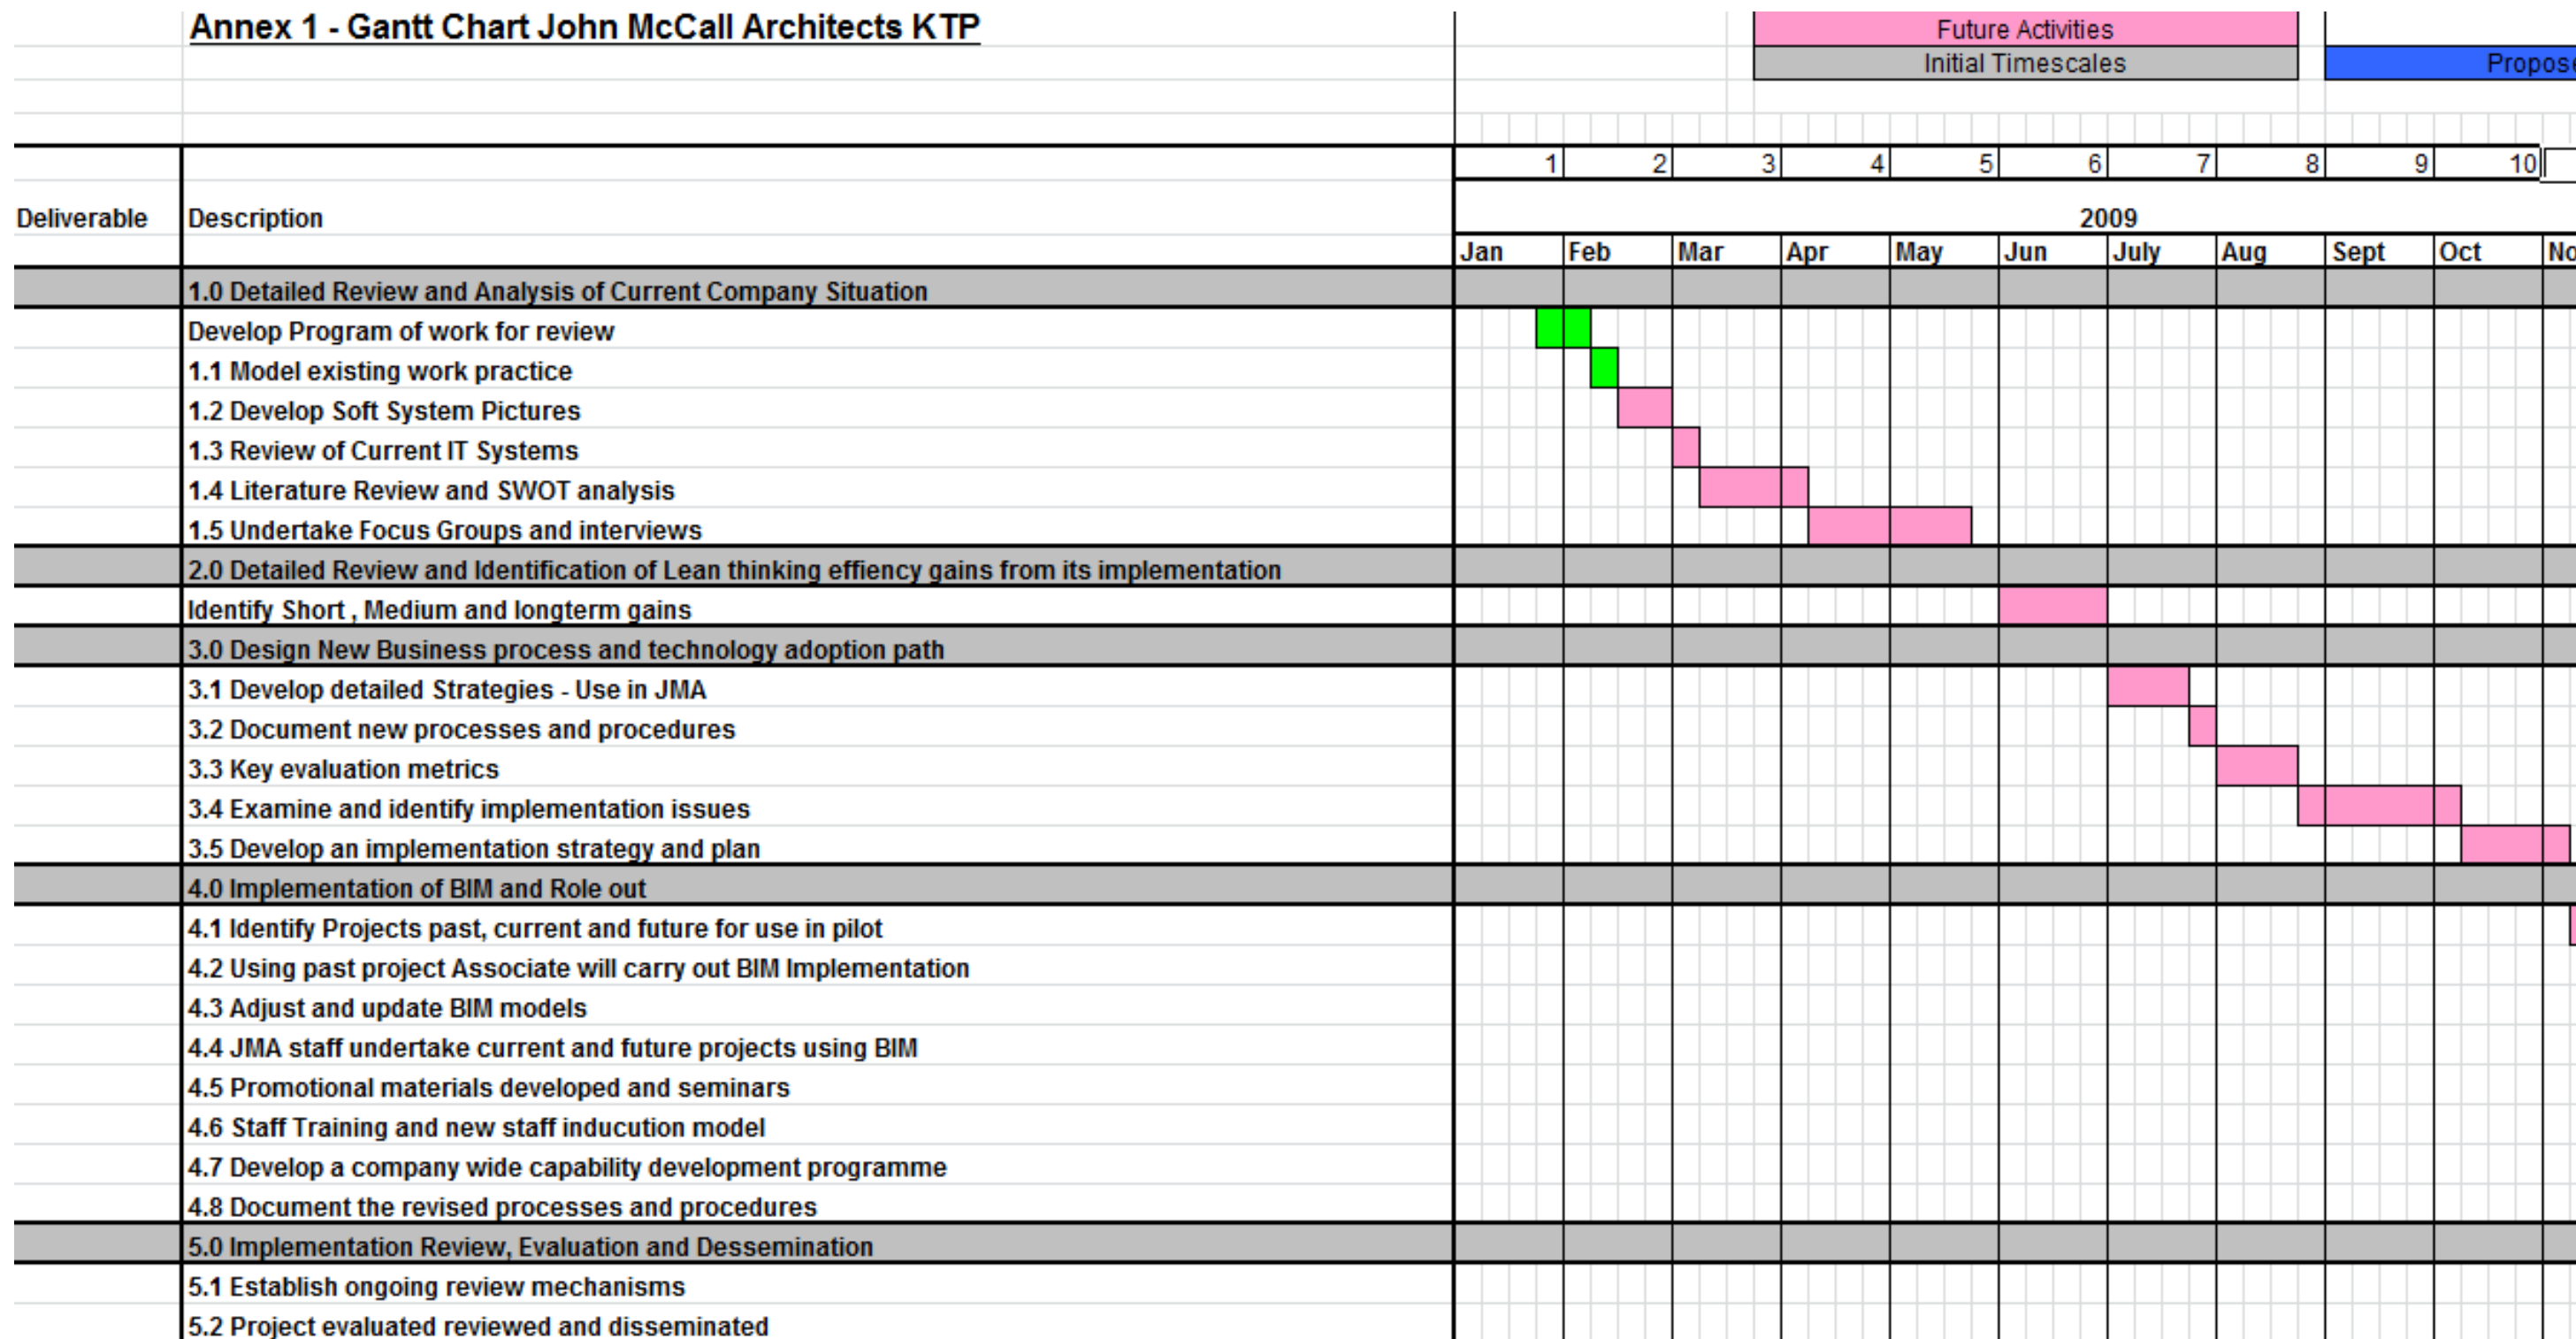 Annex 1 - Gantt Chart John McCall Architects KTP
Future Activities
Initial Timescales
1 2 3 4 5 6 7 8 9 10
Deliverable Description 2009
Jan Feb Mar Apr May Jun July Aug Sept Oct
1.0 Detailed Review and Analysis of Current Company Situation
Develop Program of work for review
1.1 Model existing work practice
1.2 Develop Soft System Pictures
1.3 Review of Current IT Systems
1.4 Literature Review and SWOT analysis
1.5 Undertake Focus Groups and interviews
2.0 Detailed Review and Identification of Lean thinking effiency gains from its implementation
Identify Short , Medium and longterm gains
3.0 Design New Business process and technology adoption path
3.1 Develop detailed Strategies - Use in JMA
3.2 Document new processes and procedures
3.3 Key evaluation metrics
3.4 Examine and identify implementation issues
3.5 Develop an implementation strategy and plan
4.0 Implementation of BIM and Role out
4.1 Identify Projects past, current and future for use in pilot
4.2 Using past project Associate will carry out BIM Implementation
4.3 Adjust and update BIM models
4.4 JMA staff undertake current and future projects using BIM
4.5 Promotional materials developed and seminars
4.6 Staff Training and new staff inducution model
4.7 Develop a company wide capability development programme
4.8 Document the revised processes and procedures
5.0 Implementation Review, Evaluation and Dessemination
5.1 Establish ongoing review mechanisms
5.2 Project evaluated reviewed and disseminated